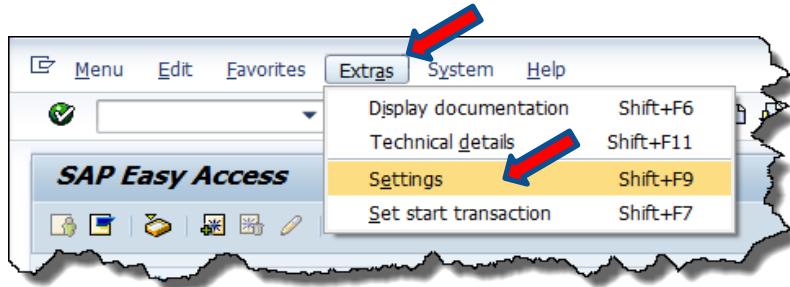 Menu Edit Favorites Extras System Help
Display documentation Shift+F6
Technical details Shift+F11
SAP Easy Access
Settings Shift+F9
Set start transaction Shift+F7